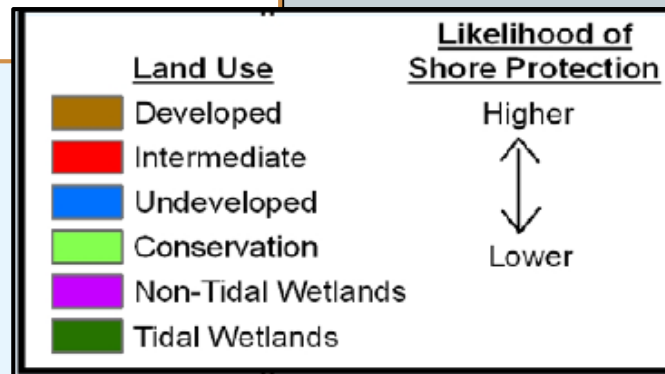 Land Use
Developed
Intermediate
Undeveloped
Conservation
Non-Tidal Wetlands
Tidal Wetlands
Likelihood of
Shore Protection
Higher
Lower